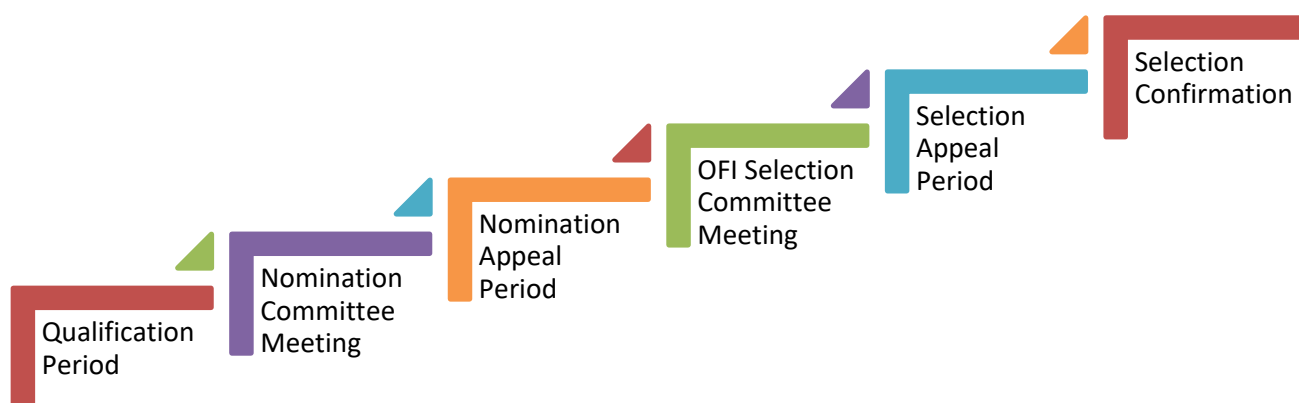 Qualification
Period
Nomination
Committee
Meeting
Nomination
Appeal
Period
OFI Selection
Committee
Meeting
Selection
Appeal
Period
Selection
Confirmation